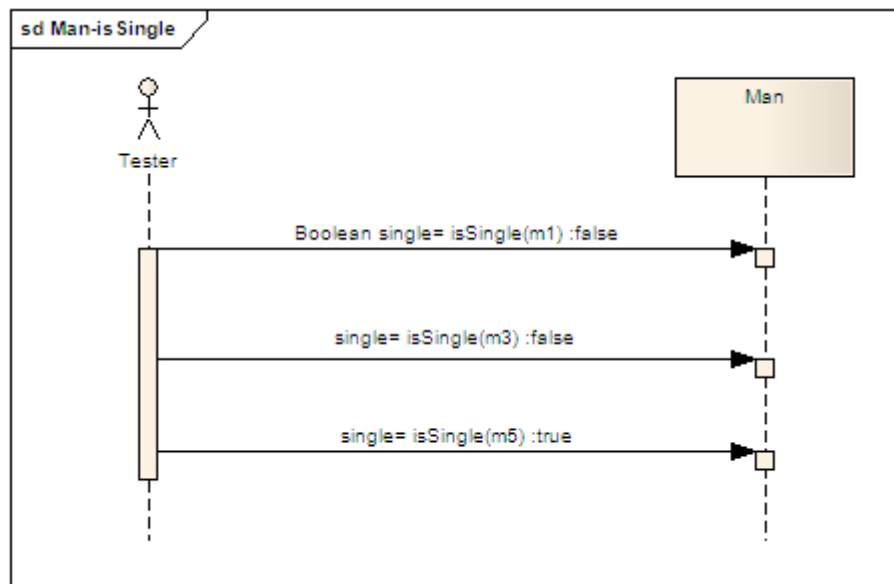 sd Man-is Single
Tester
Man
Boolean single= isSingle(m1) :false
single= isSingle(m3) :false
single= isSingle(m5) :true